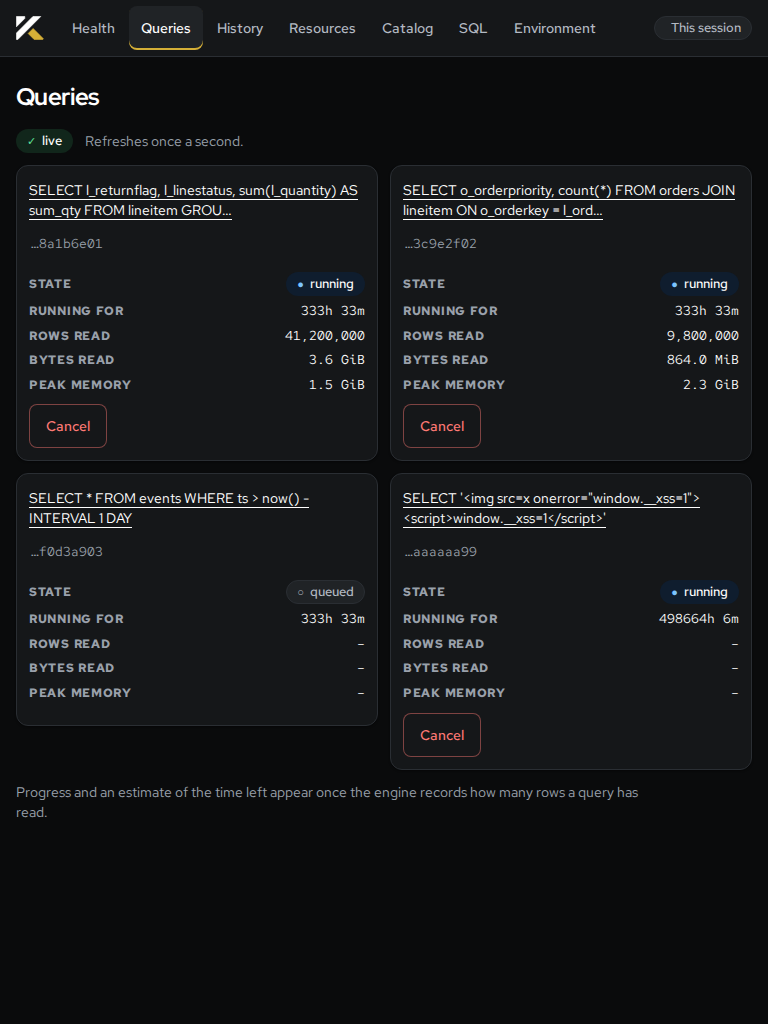 Health Queries History Resources Catalog SQL Environment This session
Queries
✓ live Refreshes once a second.
SELECT l_returnflag, l_linestatus, sum(l_quantity) AS
sum_qty FROM lineitem GROU…
…8a1b6e01
STATE ● running
RUNNING FOR 333h 33m
ROWS READ 41,200,000
BYTES READ 3.6 GiB
PEAK MEMORY 1.5 GiB
Cancel
SELECT o_orderpriority, count(*) FROM orders JOIN
lineitem ON o_orderkey = l_ord…
…3c9e2f02
STATE ● running
RUNNING FOR 333h 33m
ROWS READ 9,800,000
BYTES READ 864.0 MiB
PEAK MEMORY 2.3 GiB
Cancel
SELECT * FROM events WHERE ts > now() -
INTERVAL 1 DAY
…f0d3a903
STATE ○ queued
RUNNING FOR 333h 33m
ROWS READ –
BYTES READ –
PEAK MEMORY –
SELECT '<img src=x onerror="window.__xss=1">
<script>window.__xss=1</script>'
…aaaaaa99
STATE ● running
RUNNING FOR 498664h 6m
ROWS READ –
BYTES READ –
PEAK MEMORY –
Cancel
Progress and an estimate of the time left appear once the engine records how many rows a query has
read.